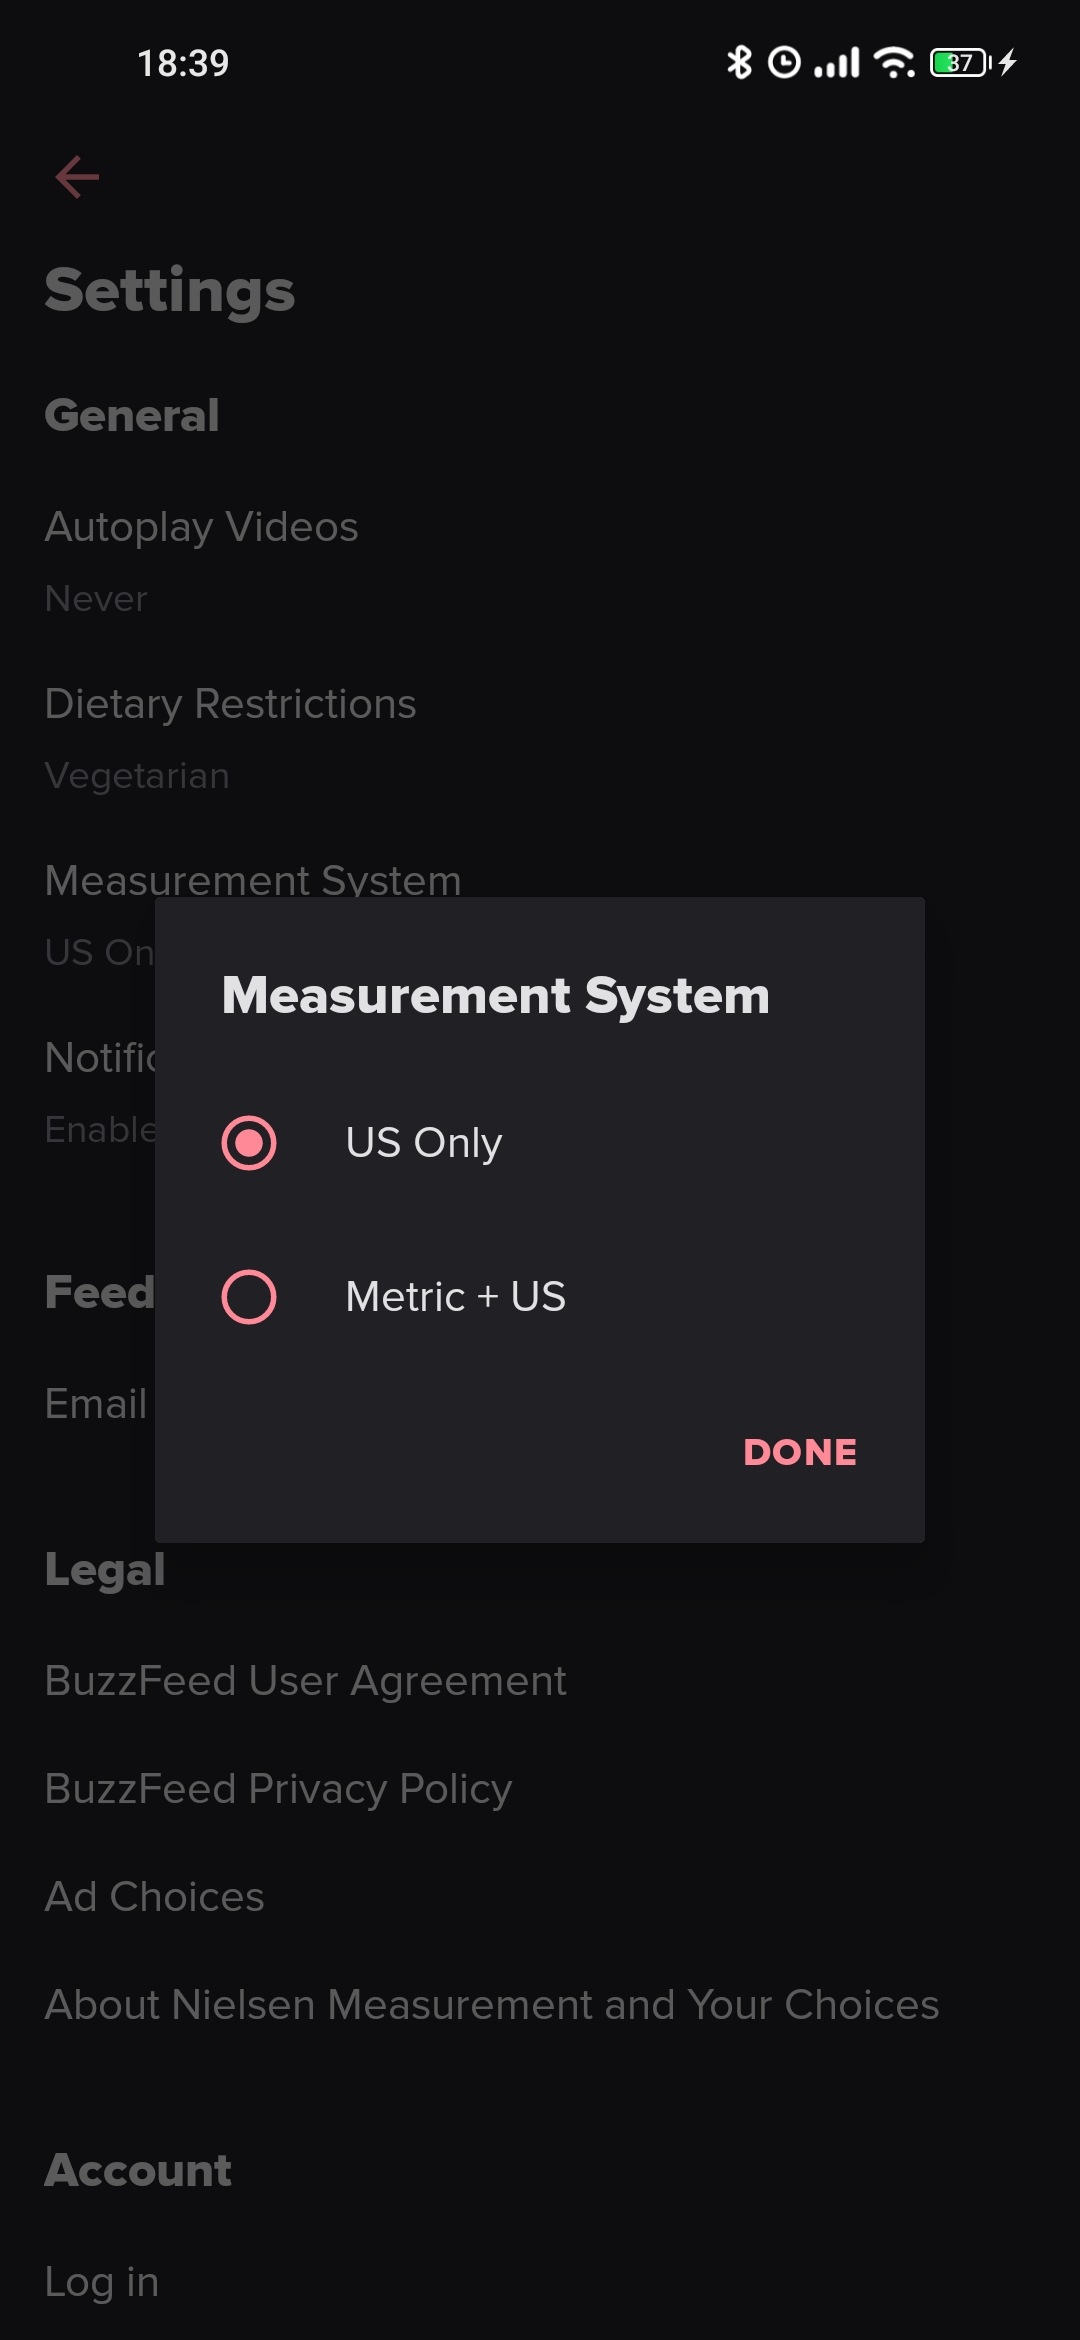 18:39
37
Settings
General
Autoplay Videos
Never
Dietary Restrictions
Vegetarian
Measurement System
US On
Measurement System
Notific
Enable
US Only
Feed
Metric + US
Email
DONE
Legal
BuzzFeed User Agreement
BuzzFeed Privacy Policy
Ad Choices
About Nielsen Measurement and Your Choices
Account
Log in